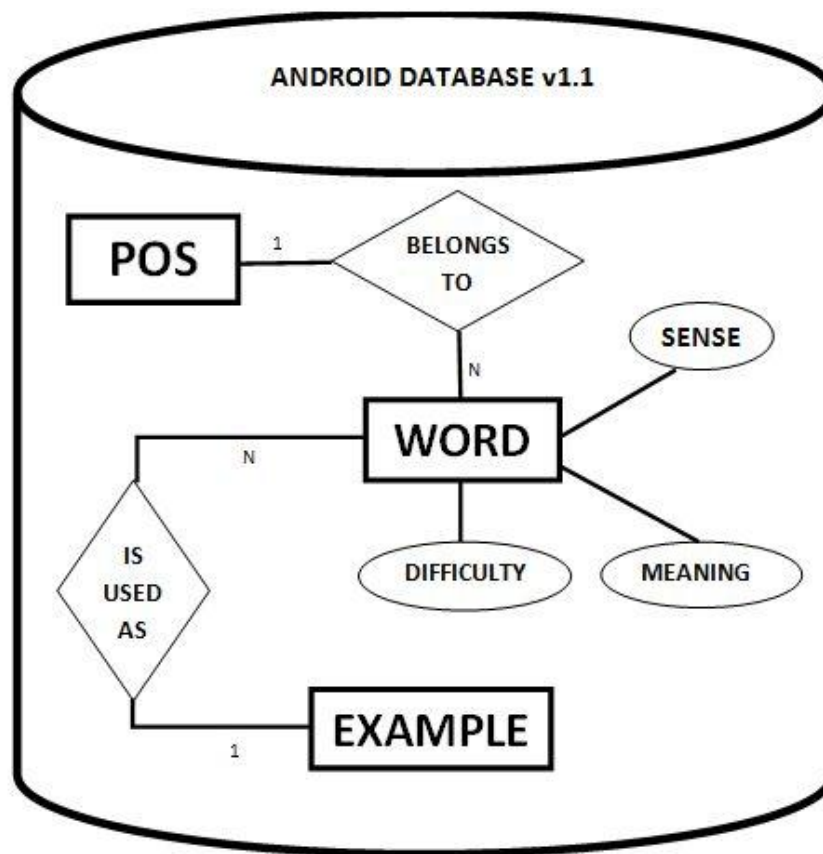 ANDROID DATABASE v1.1
POS
1
BELONGS
TO
N
SENSE
WORD
N
IS
USED
AS
DIFFICULTY
MEANING
EXAMPLE
1